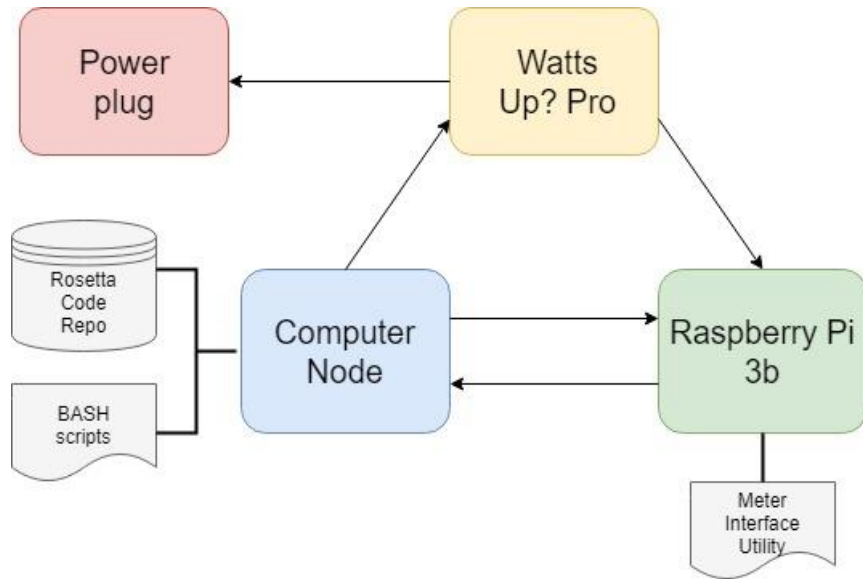 Power
plug
Watts
Up? Pro
Rosetta
Code
Repo
BASH
scripts
Computer
Node
Raspberry Pi
3b
Meter
Interface
Utility